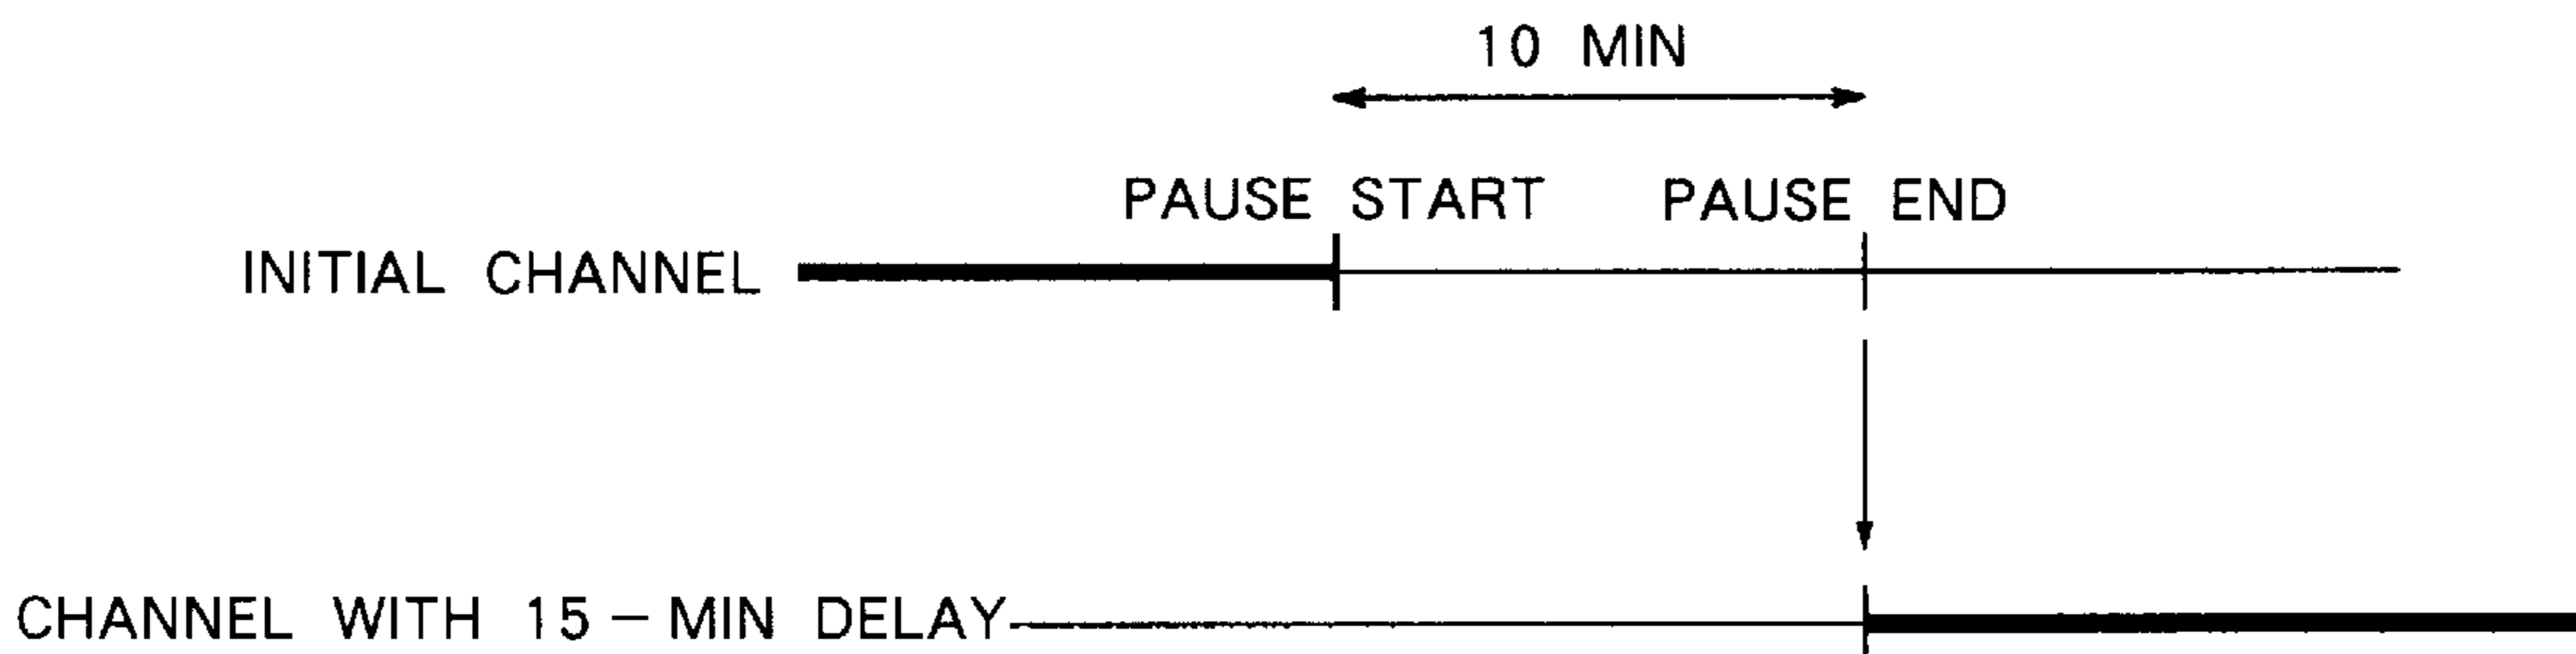 10 MIN
PAUSE START PAUSE END
INITIAL CHANNEL
CHANNEL WITH 15 – MIN DELAY